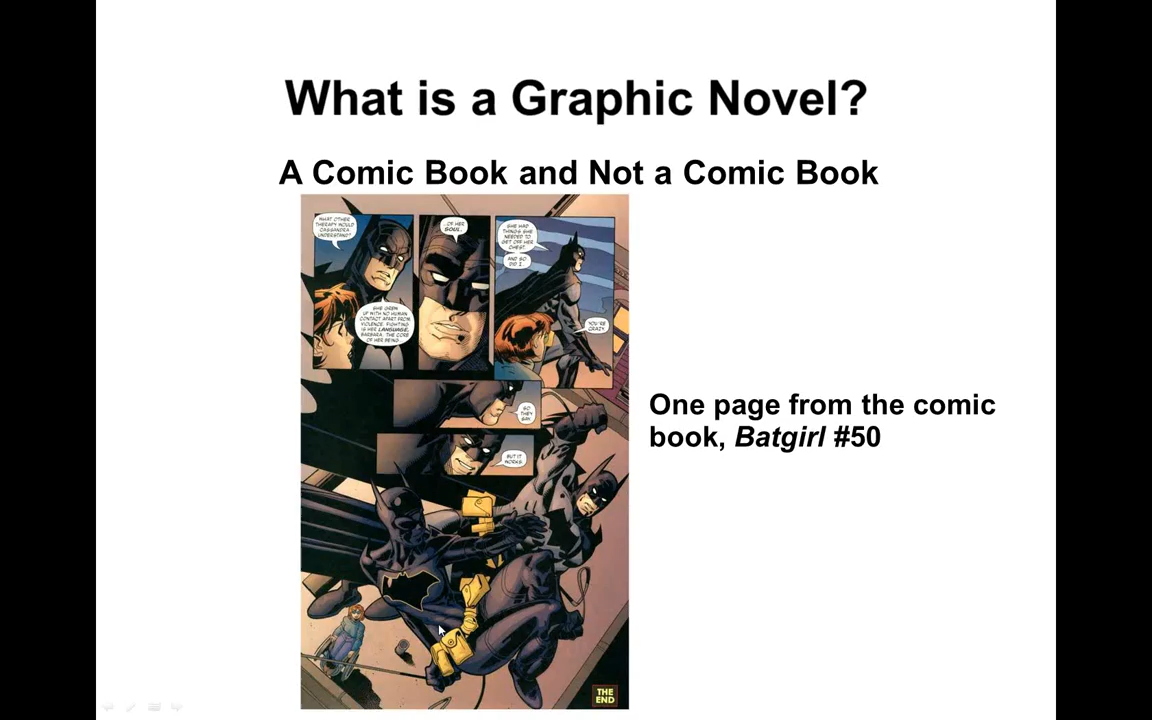 What is a Graphic Novel?
A Comic Book and Not a Comic Book
WHAT OTHER
THERAPY WOULD
CASSANDRA
UNDERSTAND?
SHE GREW
UP WITH NO HUMAN
CONTACT APART FROM
VIOLENCE. FIGHTING
IS HER LANGUAGE,
BARBARA. THE CORE
OF HER BEING...
...OF HER
SOUL.
SHE HAD
THINGS SHE
NEEDED TO
GET OFF HER
CHEST.
AND SO
DID I.
YOU'RE
CRAZY.
SO
THEY
SAY.
BUT IT
WORKS.
THE
END
One page from the comic
book, Batgirl #50